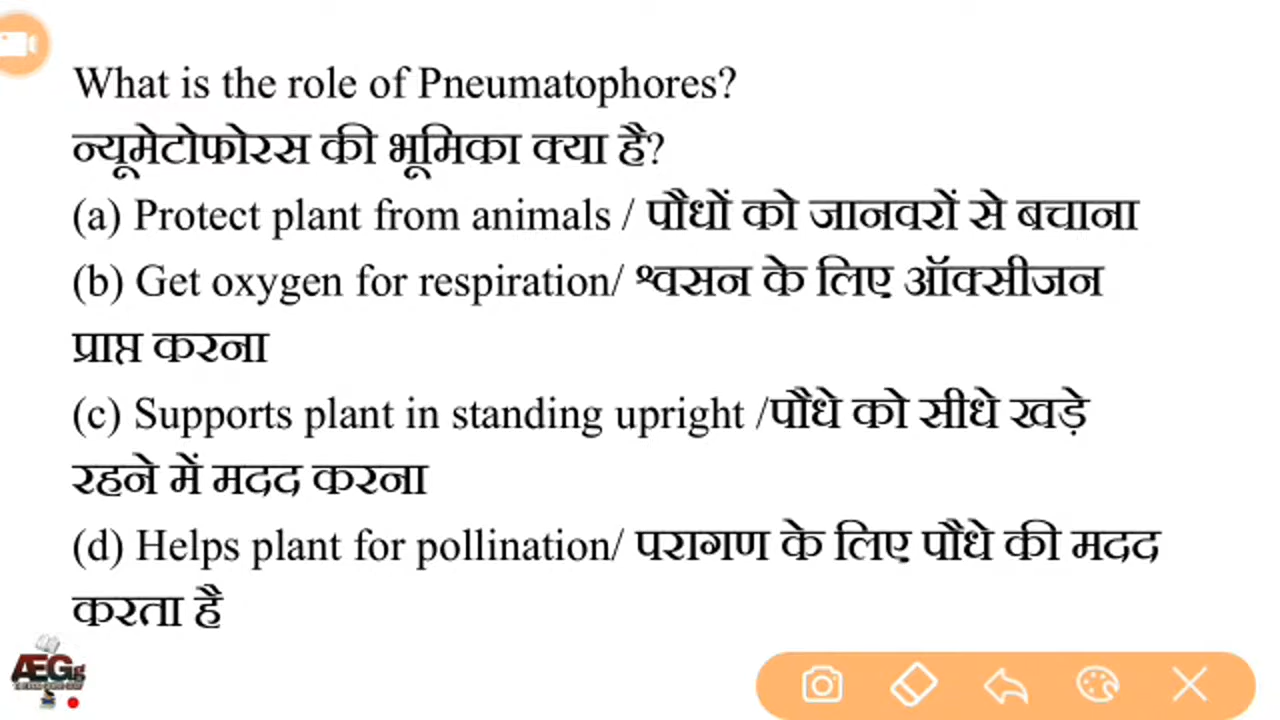 What is the role of Pneumatophores?
न्यूमेटोफोरस की भूमिका क्या है?
(a) Protect plant from animals / पौधों को जानवरों से बचाना
(b) Get oxygen for respiration/ श्वसन के लिए ऑक्सीजन
प्राप्त करना
(c) Supports plant in standing upright /पौधे को सीधे खड़े
रहने में मदद करना
(d) Helps plant for pollination/ परागण के लिए पौधे की मदद
करता है